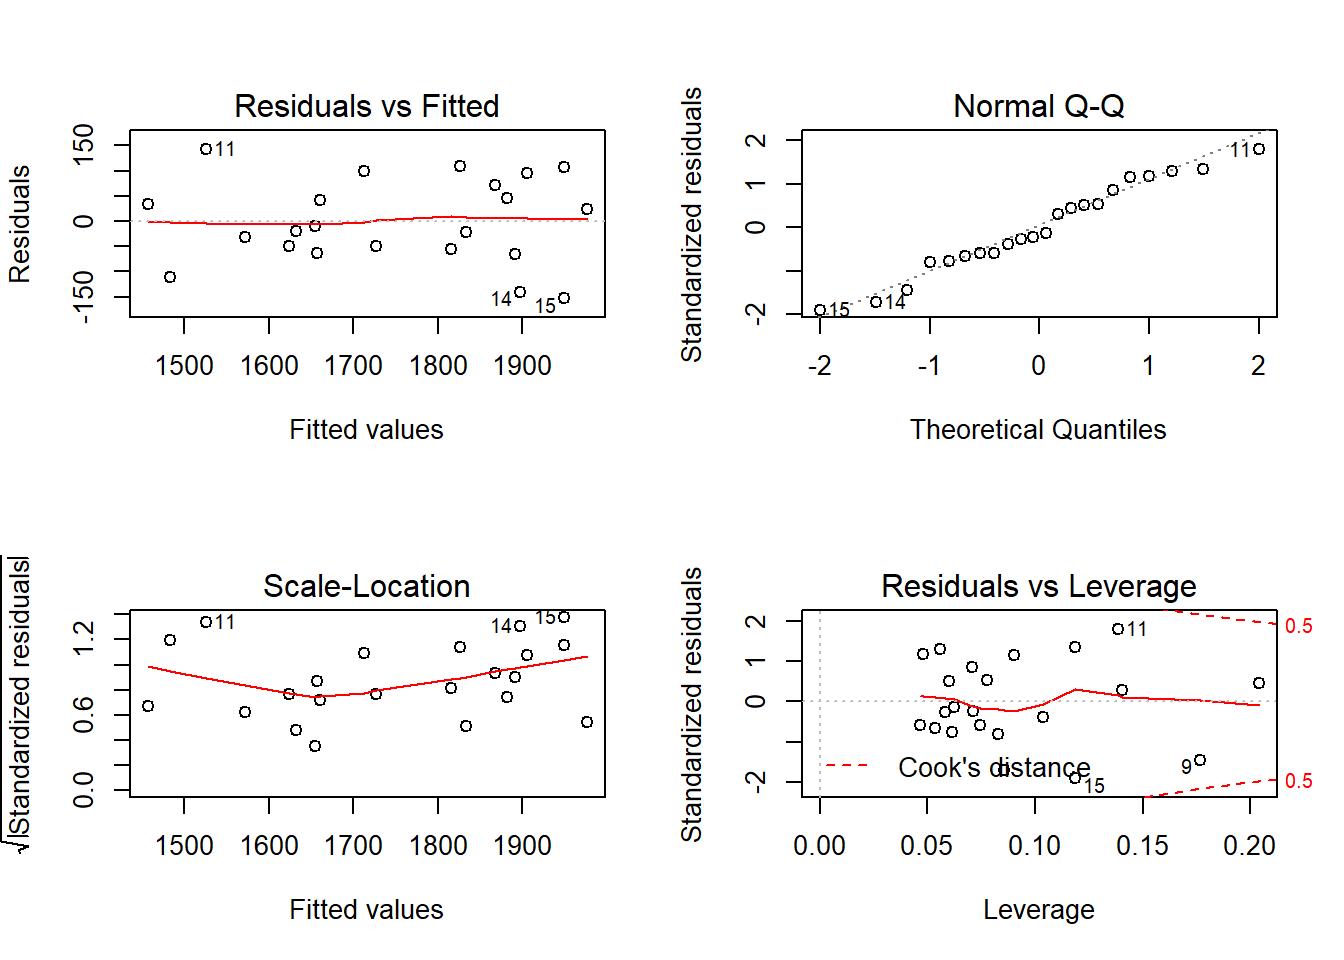 Residuals vs Fitted
Residuals
150
0
-150
11
14
15
1500 1600 1700 1800 1900
Fitted values
Normal Q-Q
Standardized residuals
2
1
0
-2
11
15
14
-2 -1 0 1 2
Theoretical Quantiles
Scale-Location
√|Standardized residuals|
1.2
0.6
0.0
11
14
15
1500 1600 1700 1800 1900
Fitted values
Residuals vs Leverage
Standardized residuals
2
1
0
-2
11
0.5
9
15
0.5
Cook's distance
0.00 0.05 0.10 0.15 0.20
Leverage